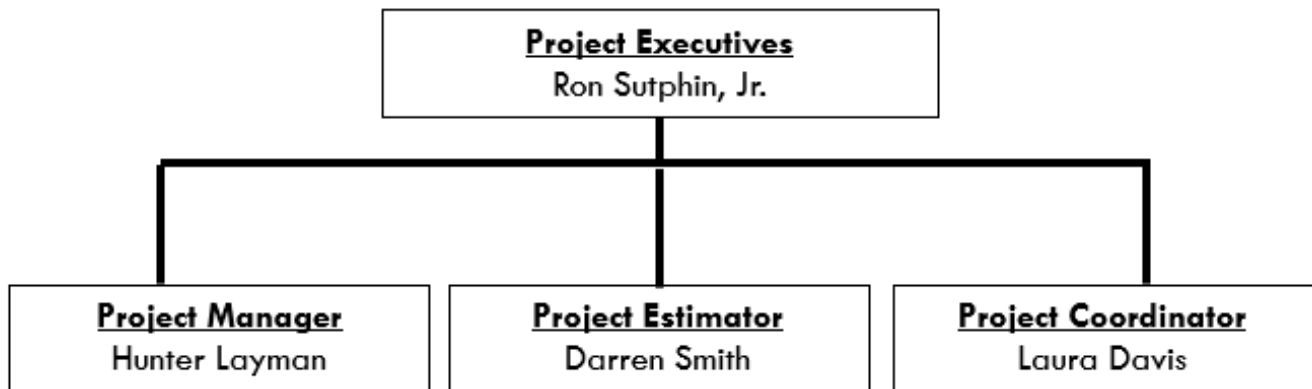 Project Executives
Ron Sutphin, Jr.
Project Manager
Hunter Layman
Project Estimator
Darren Smith
Project Coordinator
Laura Davis